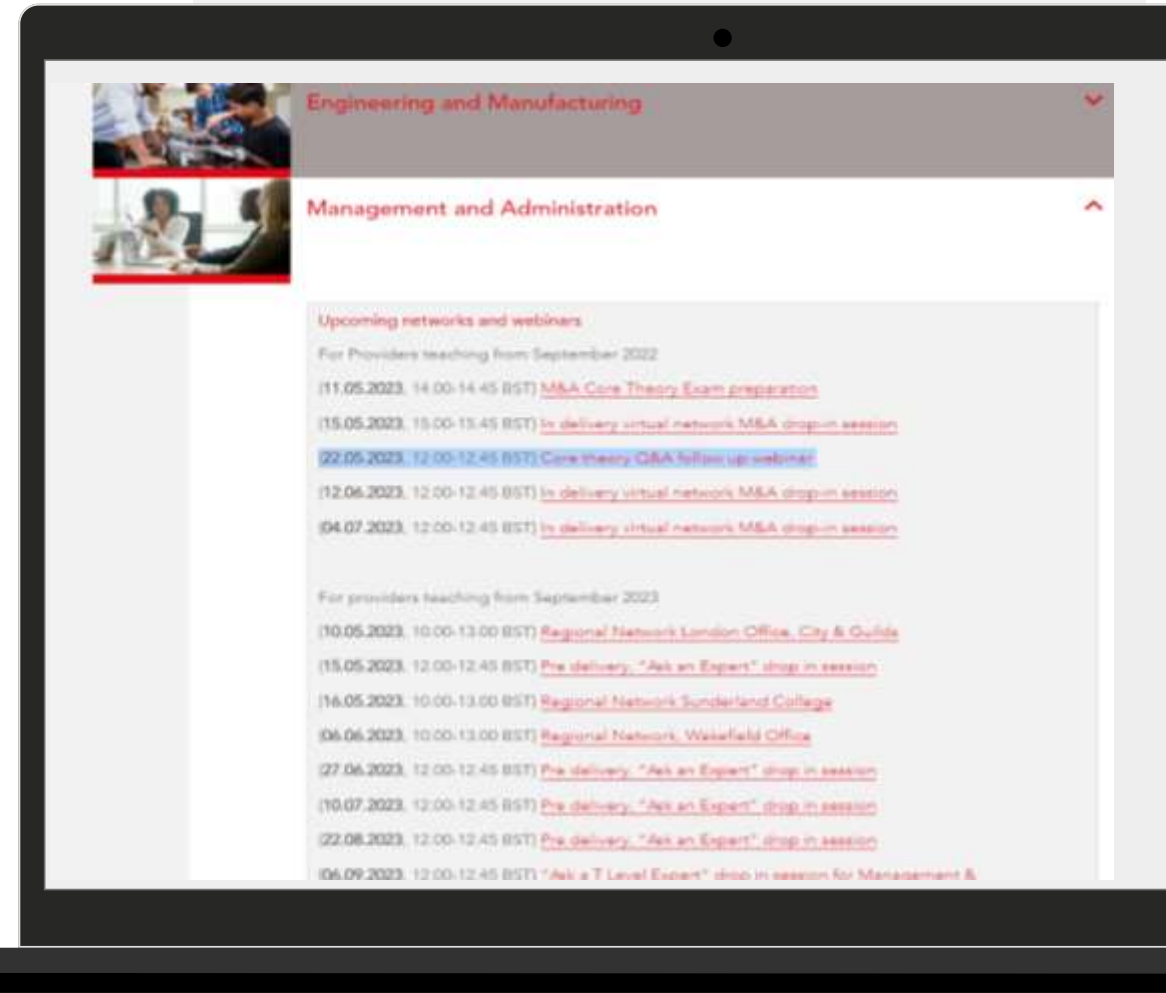 Engineering and Manufacturing
Management and Administration
Upcoming networks and webinars
For Providers teaching from September 2022
(11.05.2023, 14:00-14.45 BST) M&A Core Theory Exam preparation
(15.05.2023, 15:00-15.45 BST) In delivery virtual network M&A drop-in session
(22.05.2023, 12:00-12.45 BST) Core theory Q&A follow up webinar
(12.06.2023, 12:00-12.45 BST) In delivery virtual network M&A drop-in session
(04.07.2023, 12:00-12.45 BST) In delivery virtual network M&A drop-in session
For providers teaching from September 2023
(10.05.2023, 10:00-13:00 BST) Regional Network London Office, City & Guilds
(15.05.2023, 12:00-12.45 BST) Pre delivery, "Ask an Expert" drop in session
(16.05.2023, 10:00-13:00 BST) Regional Network Sunderland College
(06.06.2023, 10:00-13:00 BST) Regional Network, Wakefield Office
(27.06.2023, 12:00-12.45 BST) Pre delivery, "Ask an Expert" drop in session
(10.07.2023, 12:00-12.45 BST) Pre delivery, "Ask an Expert" drop in session
(22.08.2023, 12:00-12.45 BST) Pre delivery, "Ask an Expert" drop in session
(06.09.2023, 12:00-12.45 BST) "Ask a T Level Expert" drop in session for Management &